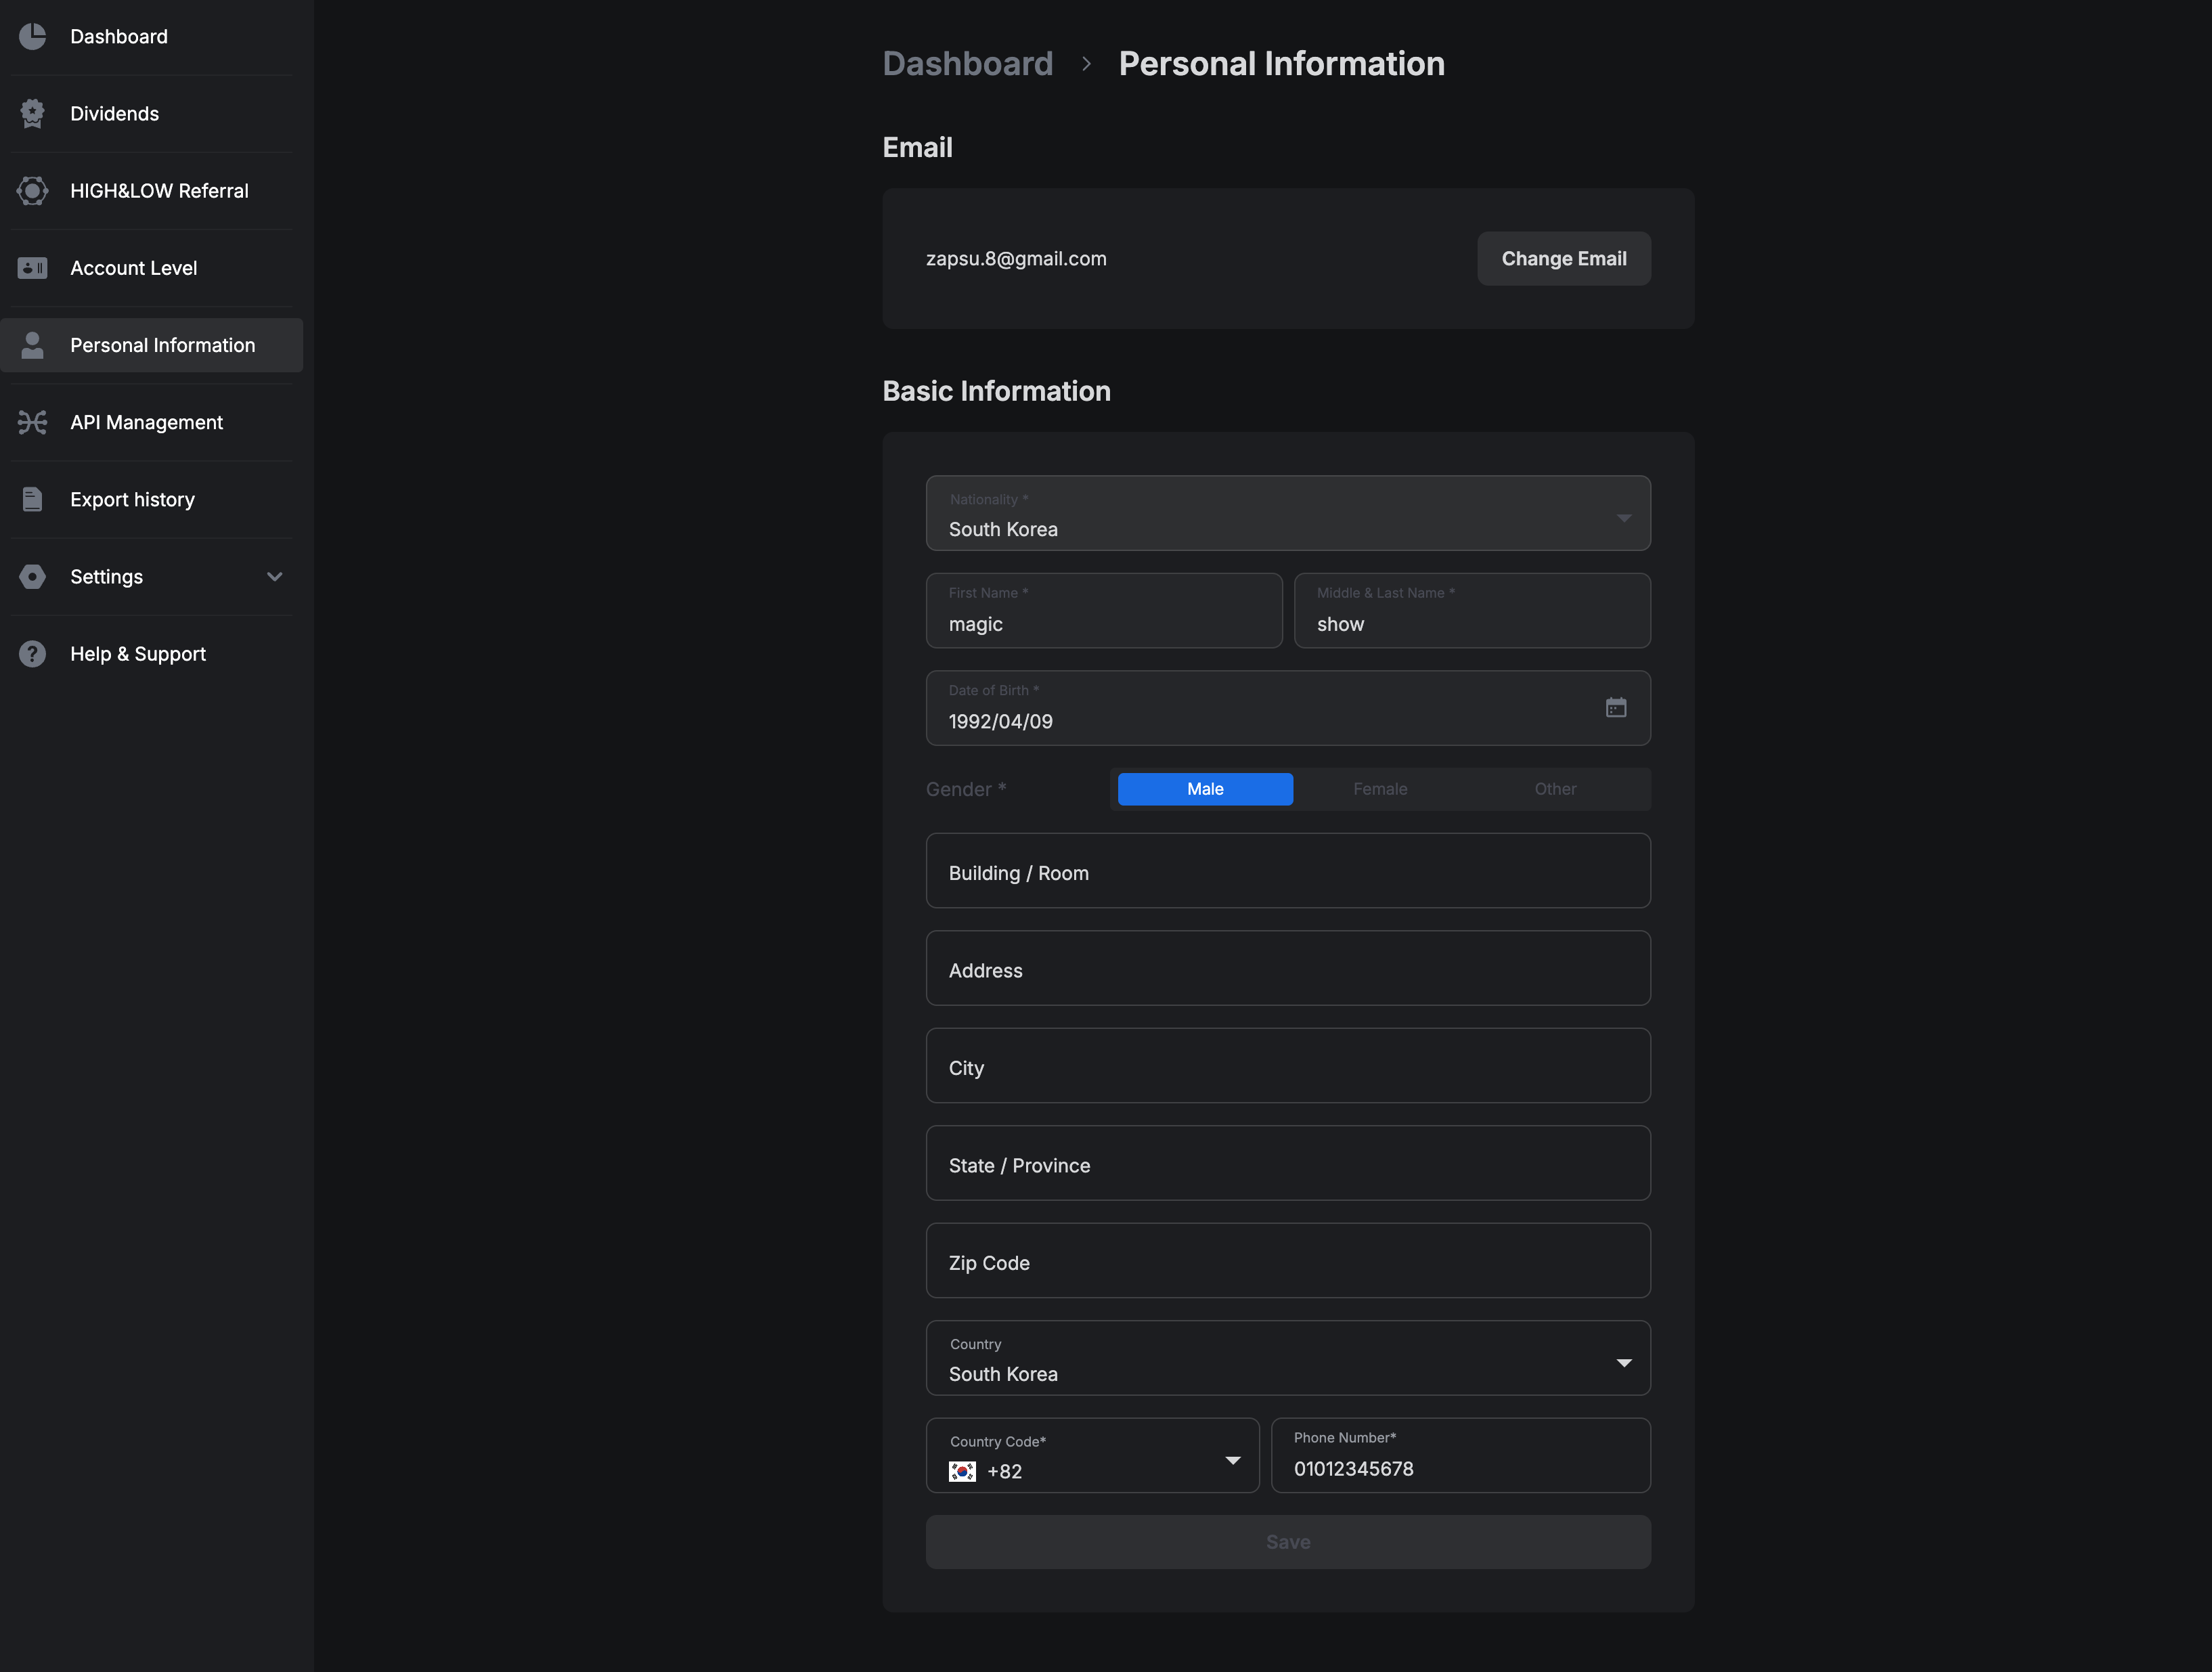 Dashboard
Dividends
HIGH&LOW Referral
Account Level
Personal Information
API Management
Export history
Settings
Help & Support
Dashboard > Personal Information
Email
zapsu.8@gmail.com
Change Email
Basic Information
Nationality *
South Korea
First Name *
magic
Middle & Last Name *
show
Date of Birth *
1992/04/09
Gender * Male Female Other
Building / Room
Address
City
State / Province
Zip Code
Country
South Korea
Country Code*
+82
Phone Number*
01012345678
Save